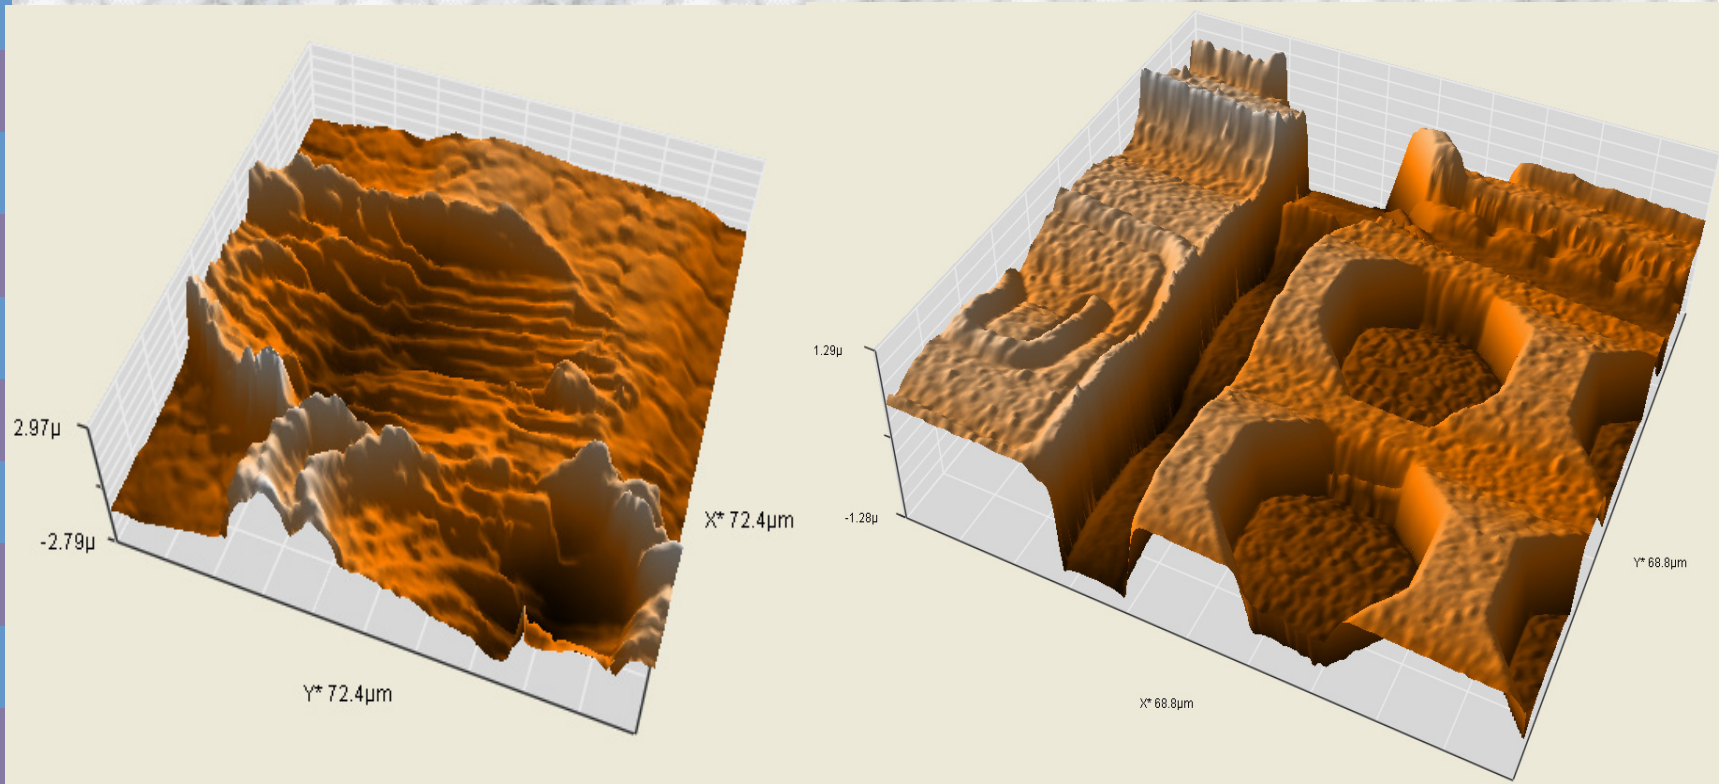 2.97µ
-2.79µ
X* 72.4µm
Y* 72.4µm
1.29µ
-1.28µ
Y* 68.8µm
X* 68.8µm